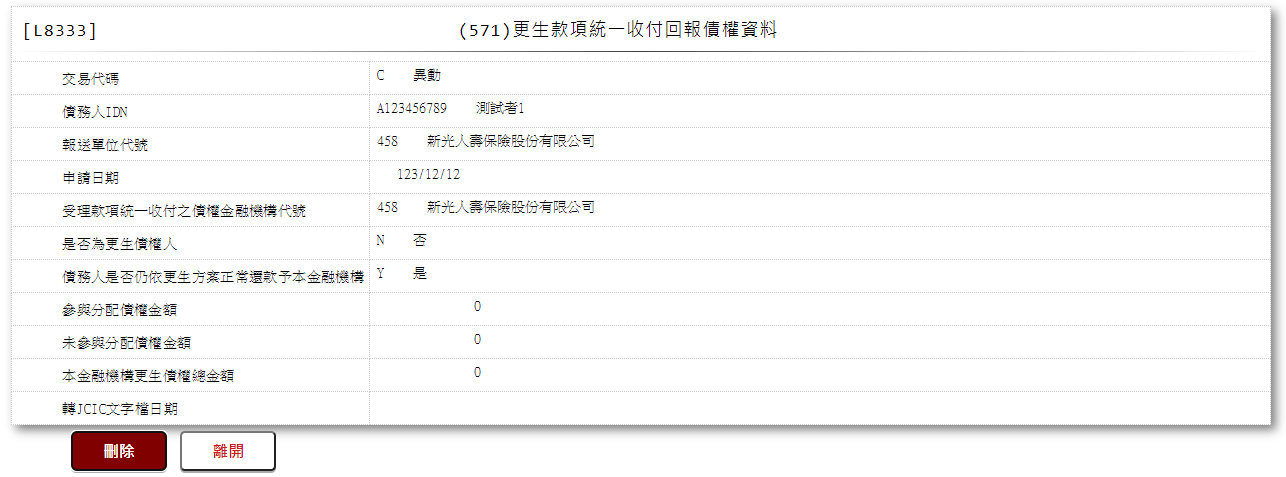 [L8333] (571)更生款項統一收付回報債權資料
交易代碼 C 異動
債務人IDN A123456789 測試者1
報送單位代號 458 新光人壽保險股份有限公司
申請日期 123/12/12
受理款項統一收付之債權金融機構代號 458 新光人壽保險股份有限公司
是否為更生債權人 N 否
債務人是否仍依更生方案正常還款予本金融機構 Y 是
參與分配債權金額 0
未參與分配債權金額 0
本金融機構更生債權總金額 0
轉JCIC文字檔日期
刪除 離開